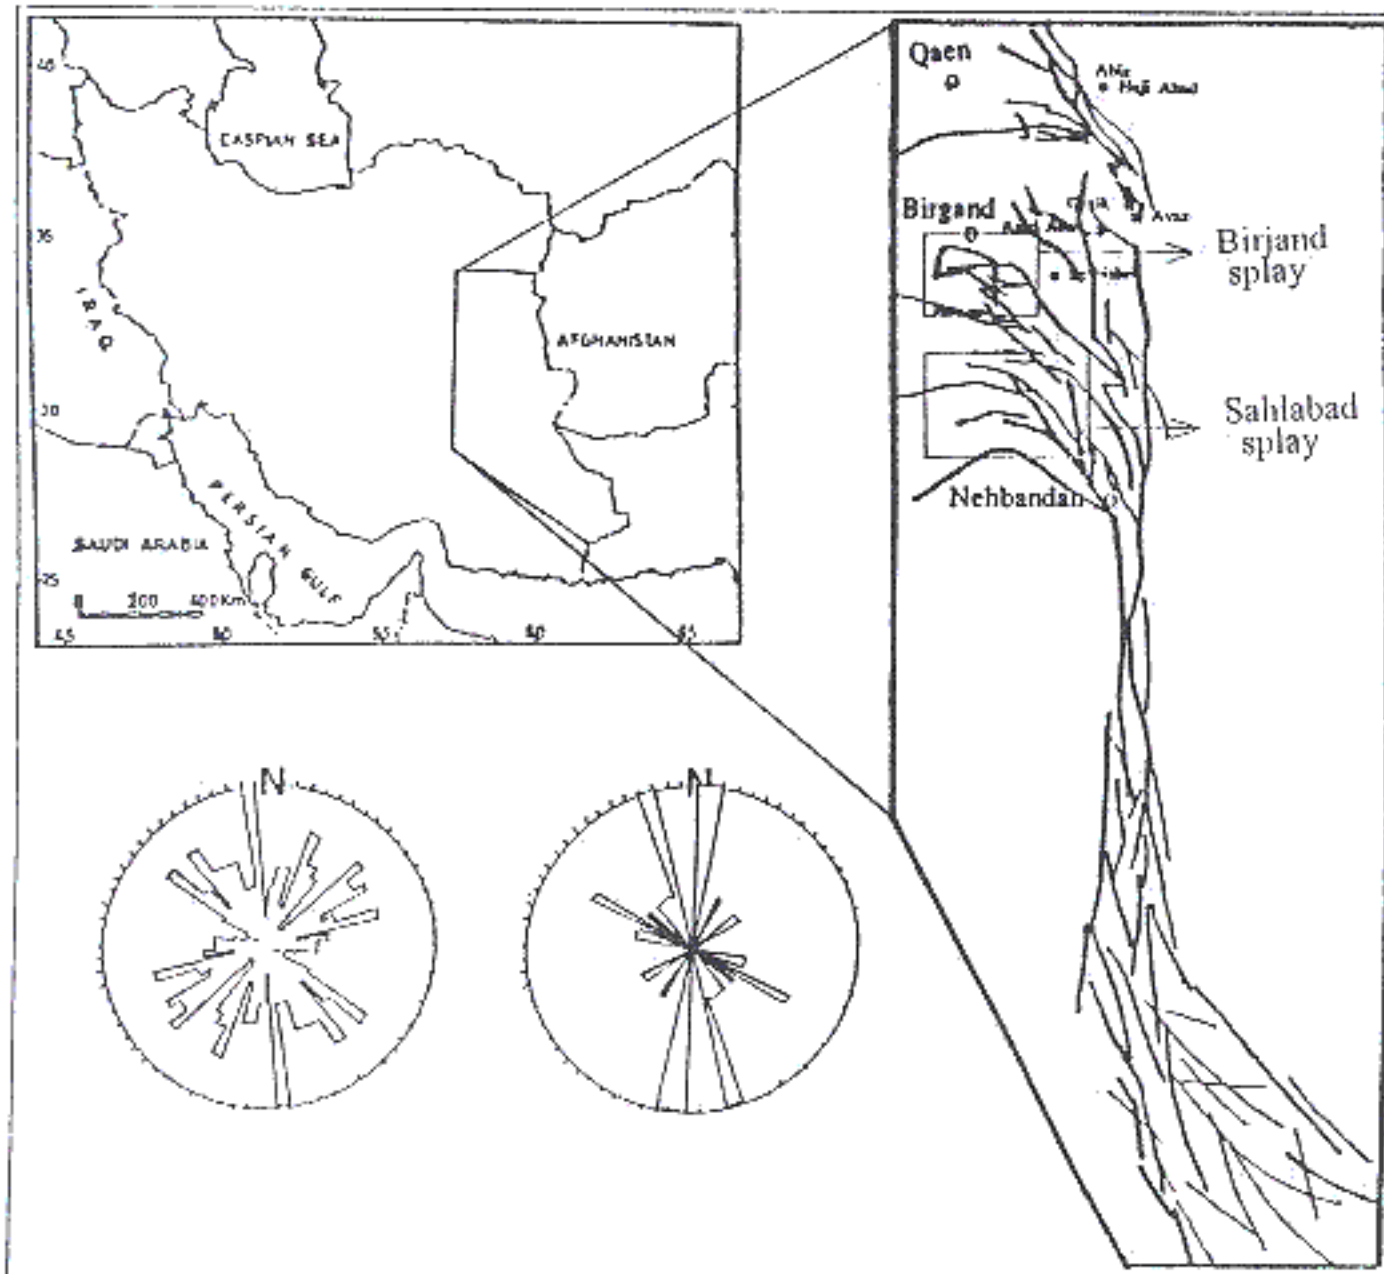 40
CASPIAN SEA
35
IRAQ
AFGHANISTAN
30
PERSIAN GULF
SAUDI ARABIA
25
0 200 400Km
45 50 55 60 65
Qaen
Haji Abad
Birgand
Avaz
Birjand
splay
Sahlabad
splay
Nehbandan
N
N